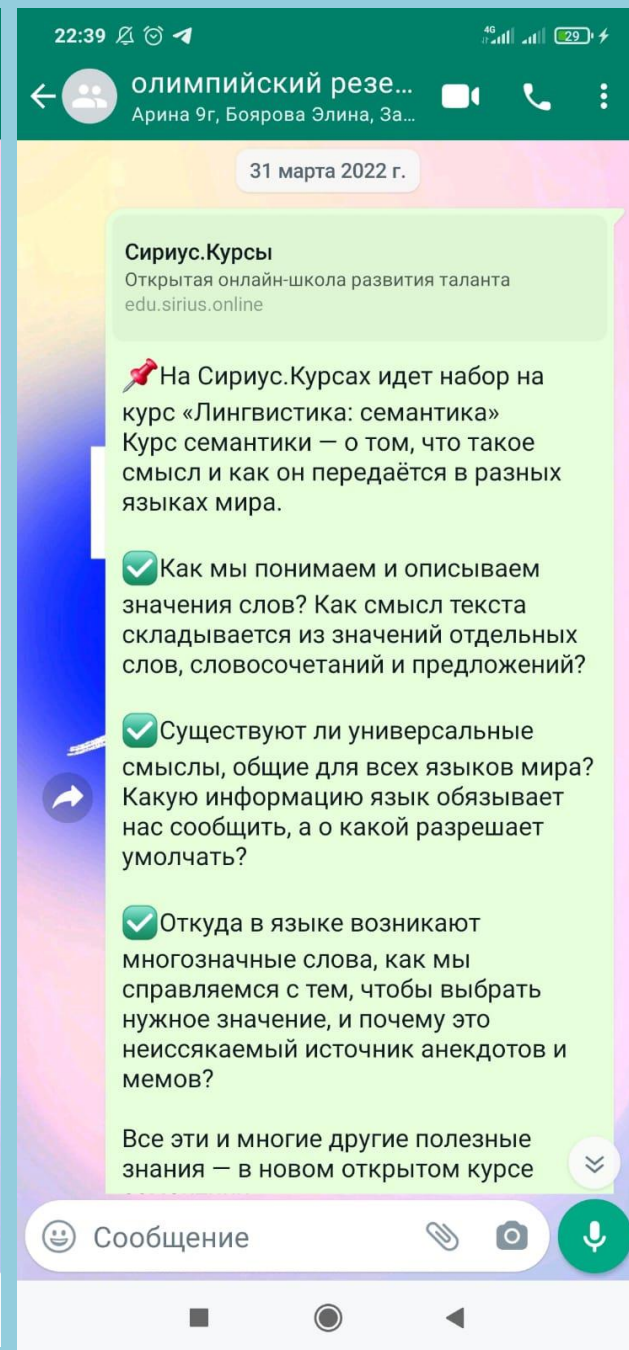 22:39
4G
29
олимпийский резе...
Арина 9г, Боярова Элина, За...
31 марта 2022 г.
Сириус.Курсы
Открытая онлайн-школа развития таланта
edu.sirius.online
📌На Сириус.Курсах идет набор на
курс «Лингвистика: семантика»
Курс семантики — о том, что такое
смысл и как он передаётся в разных
языках мира.
✅Как мы понимаем и описываем
значения слов? Как смысл текста
складывается из значений отдельных
слов, словосочетаний и предложений?
✅Существуют ли универсальные
смыслы, общие для всех языков мира?
Какую информацию язык обязывает
нас сообщить, а о какой разрешает
умолчать?
✅Откуда в языке возникают
многозначные слова, как мы
справляемся с тем, чтобы выбрать
нужное значение, и почему это
неиссякаемый источник анекдотов и
мемов?
Все эти и многие другие полезные
знания — в новом открытом курсе
Сообщение